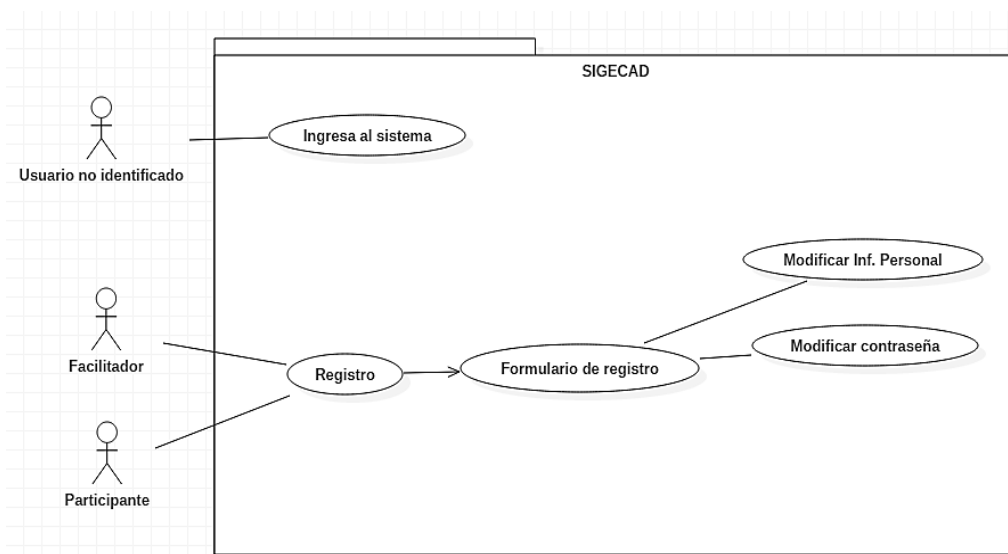 SIGECAD
Ingresa al sistema
Usuario no identificado
Modificar Inf. Personal
Modificar contraseña
Facilitador
Registro
Formulario de registro
Participante